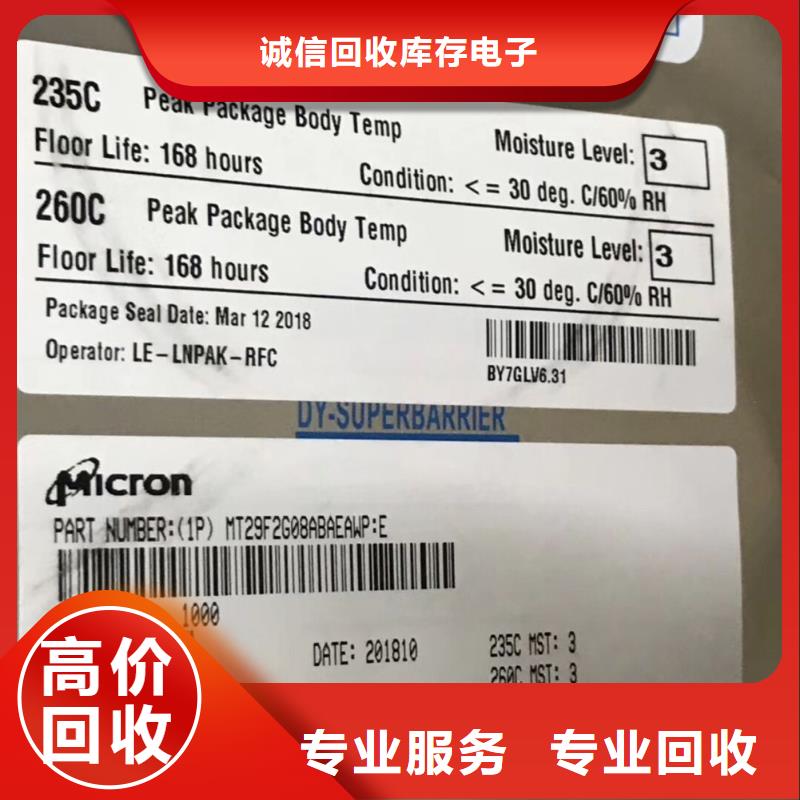 诚信回收库存电子
235C Peak Package Body Temp
Moisture Level: 3
Floor Life: 168 hours
Condition: <= 30 deg. C/60% RH
260C Peak Package Body Temp
Moisture Level: 3
Floor Life: 168 hours
Condition: <= 30 deg. C/60% RH
Package Seal Date: Mar 12 2018
Operator: LE-LNPAK-RFC
BY7GLV6.31
DY-SUPERBARRIER
Micron
PART NUMBER:(1P) MT29F2G08ABAEAWP:E
1000
DATE: 201810
235C MST: 3
260C MST: 3
高价
回收
专业服务 专业回收